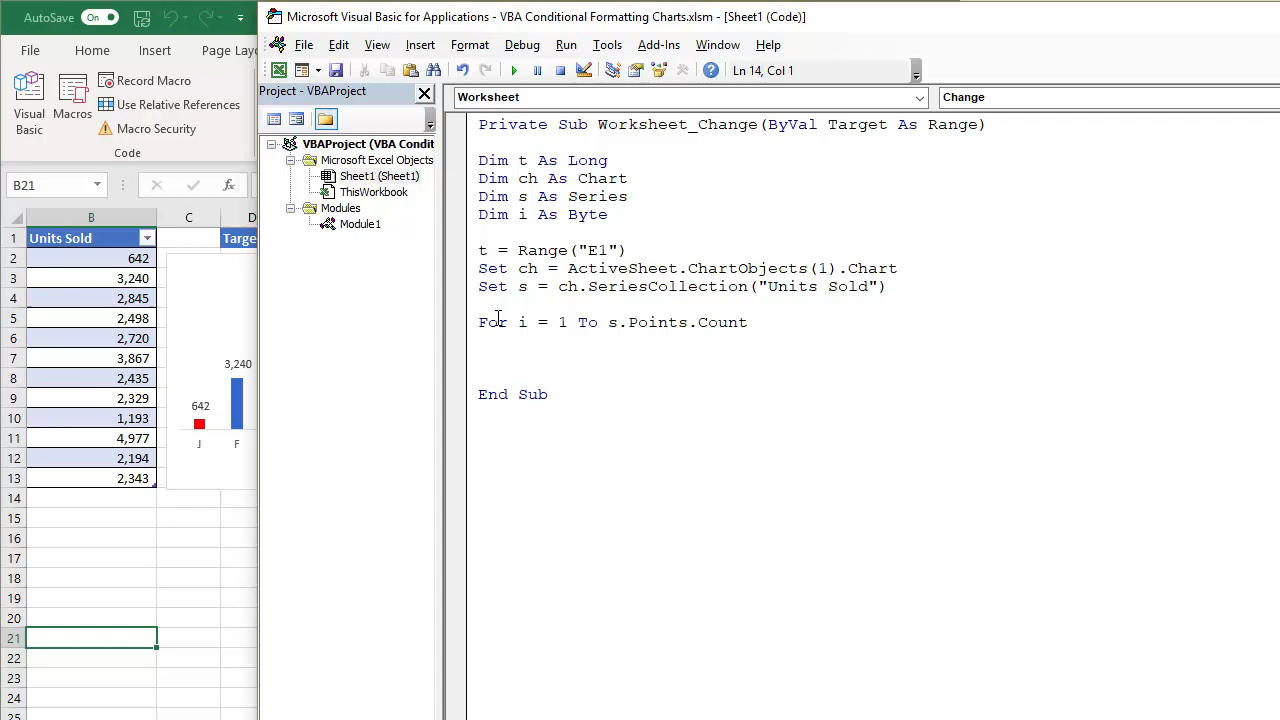 AutoSave On
Microsoft Visual Basic for Applications - VBA Conditional Formatting Charts.xlsm - [Sheet1 (Code)]
File Home Insert Page Layo
File Edit View Insert Format Debug Run Tools Add-Ins Window Help
Visual Basic
Macros
Record Macro
Use Relative References
Macro Security
Code
Ln 14, Col 1
Project - VBAProject
VBAProject (VBA Condit
Microsoft Excel Objects
Sheet1 (Sheet1)
ThisWorkbook
Modules
Module1
Worksheet
Change
Private Sub Worksheet_Change(ByVal Target As Range)
Dim t As Long
Dim ch As Chart
Dim s As Series
Dim i As Byte
t = Range("E1")
Set ch = ActiveSheet.ChartObjects(1).Chart
Set s = ch.SeriesCollection("Units Sold")
For i = 1 To s.Points.Count
End Sub
B21
fx
B C D
1 Units Sold Targe
2 642
3 3,240
4 2,845
5 2,498
6 2,720
7 3,867
8 2,435
9 2,329
10 1,193
11 4,977
12 2,194
13 2,343
14
15
16
17
18
19
20
21
22
23
24
25
3,240
642
J F